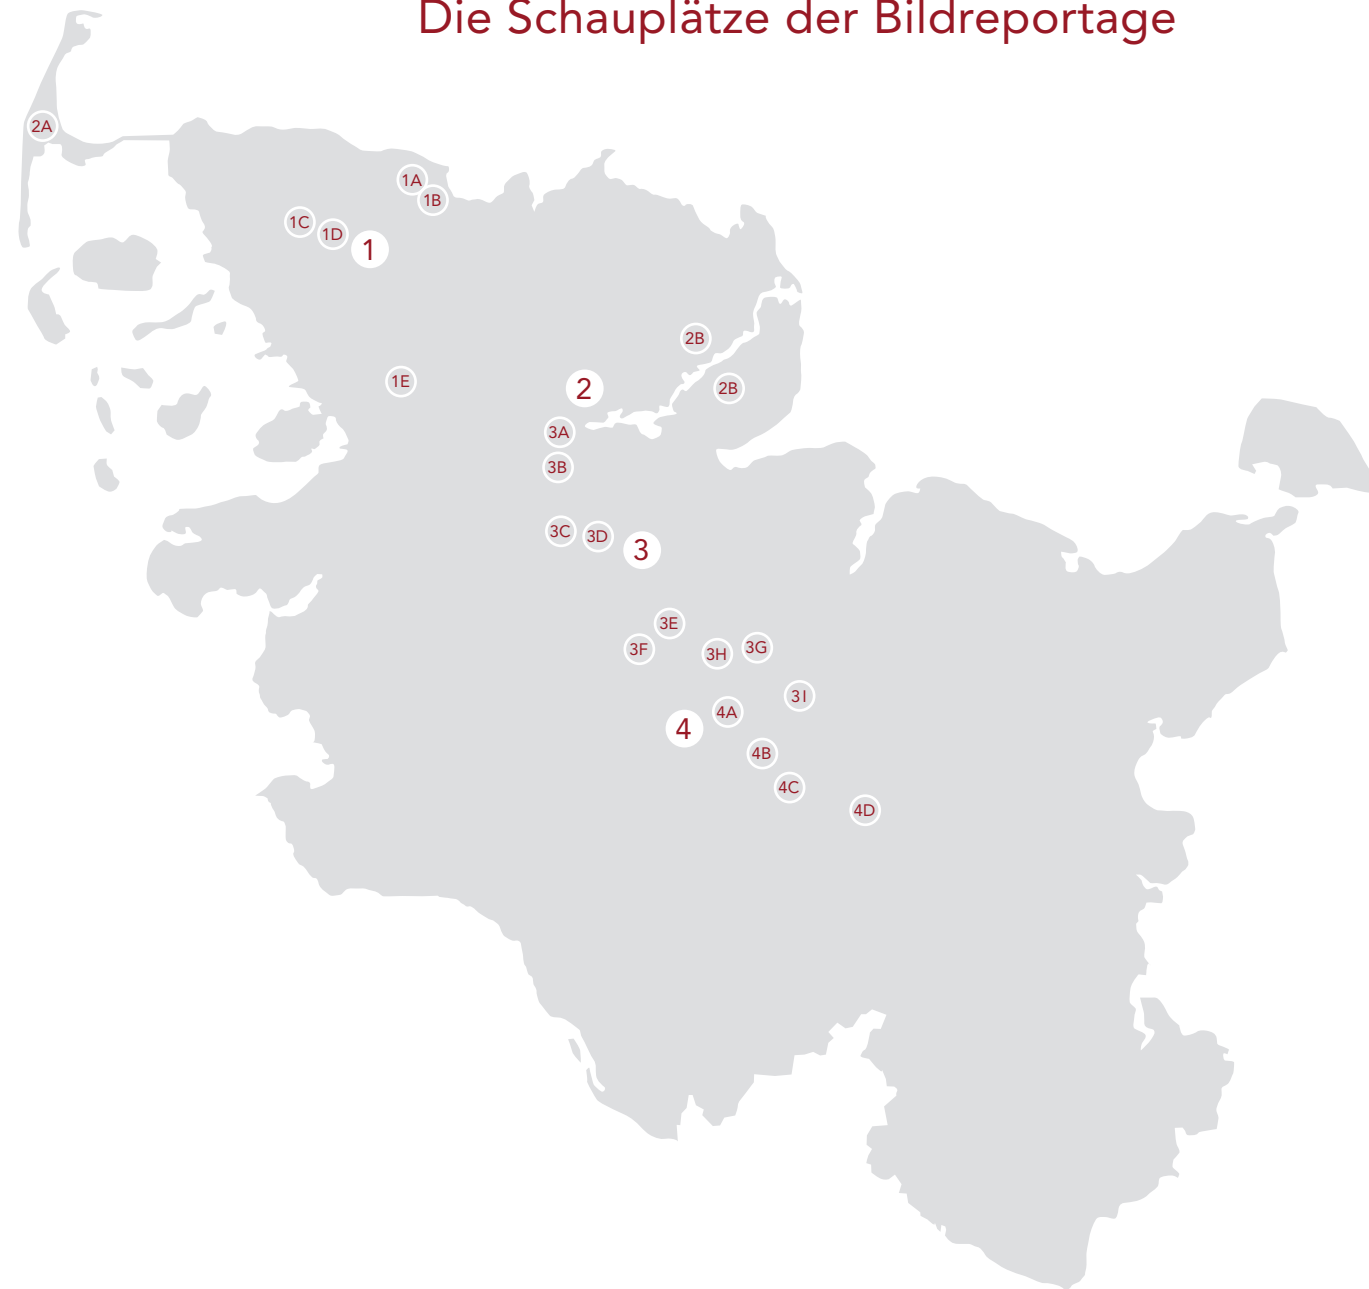 Die Schauplätze der Bildreportage
2A
1A
1B
1C
1D
1
2B
1E
2
2B
3A
3B
3C
3D
3
3E
3F
3H
3G
3I
4A
4
4B
4C
4D